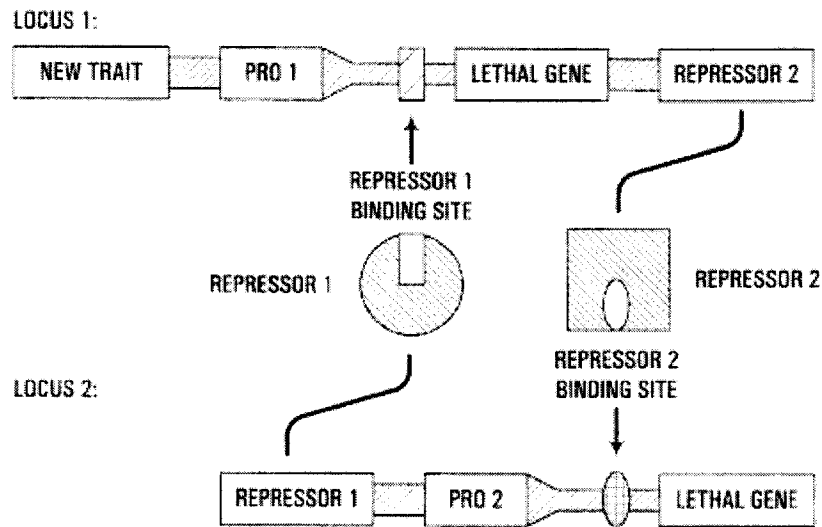 LOCUS 1:
NEW TRAIT
PRO 1
LETHAL GENE
REPRESSOR 2
REPRESSOR 1
BINDING SITE
REPRESSOR 1
REPRESSOR 2
REPRESSOR 2
BINDING SITE
LOCUS 2:
REPRESSOR 1
PRO 2
LETHAL GENE